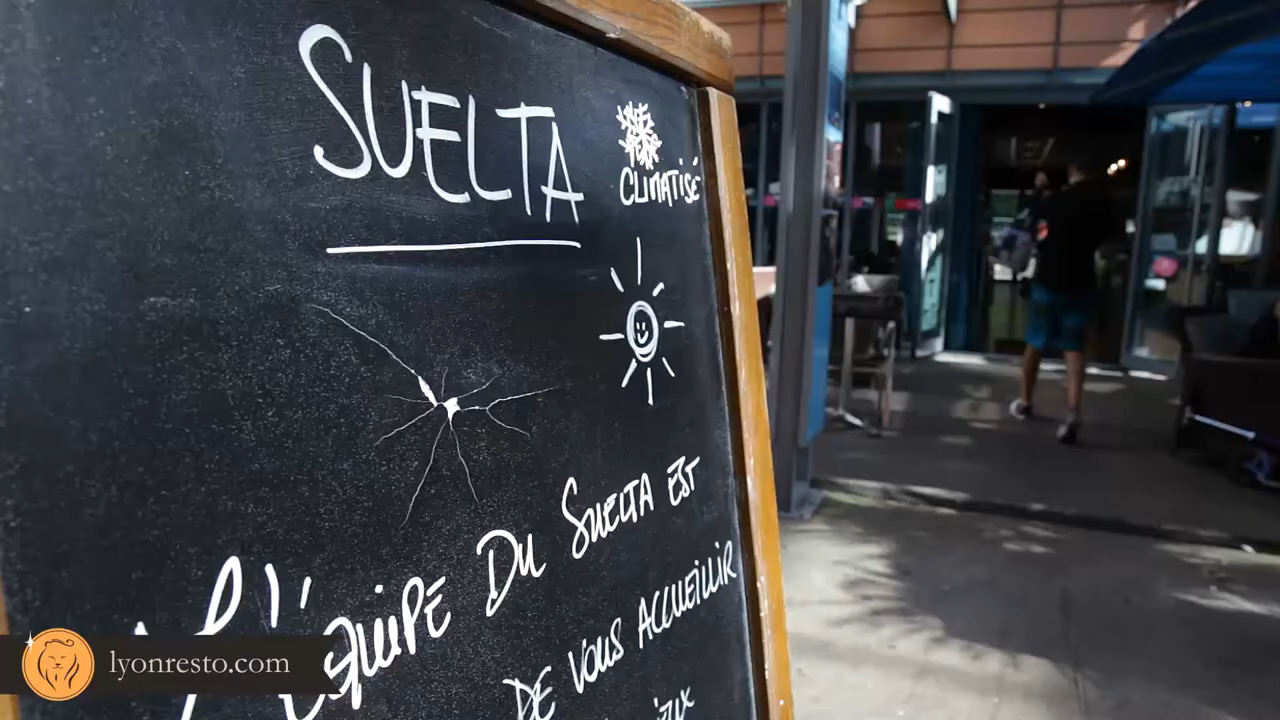 SUELTA
CLIMATISÉ
L'ÉQUIPE DU SUELTA EST
DE VOUS ACCUEILLIR
lyonresto.com